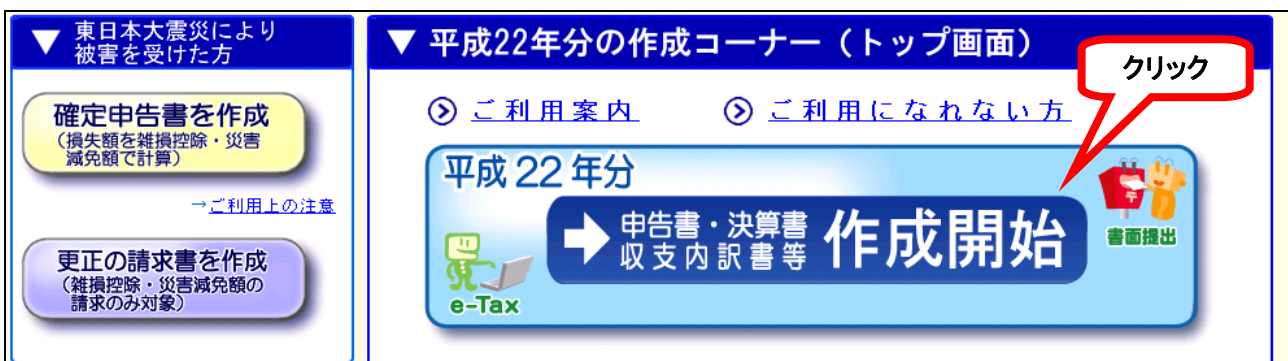 ▼ 東日本大震災により
被害を受けた方
確定申告書を作成
(損失額を雑損控除・災害
減免額で計算)
→ご利用上の注意
更正の請求書を作成
(雑損控除・災害減免額の
請求のみ対象)
▼ 平成22年分の作成コーナー（トップ画面）
クリック
ご利用案内
ご利用になれない方
平成22年分
申告書・決算書
収支内訳書等
作成開始
e-Tax
〒
書面提出